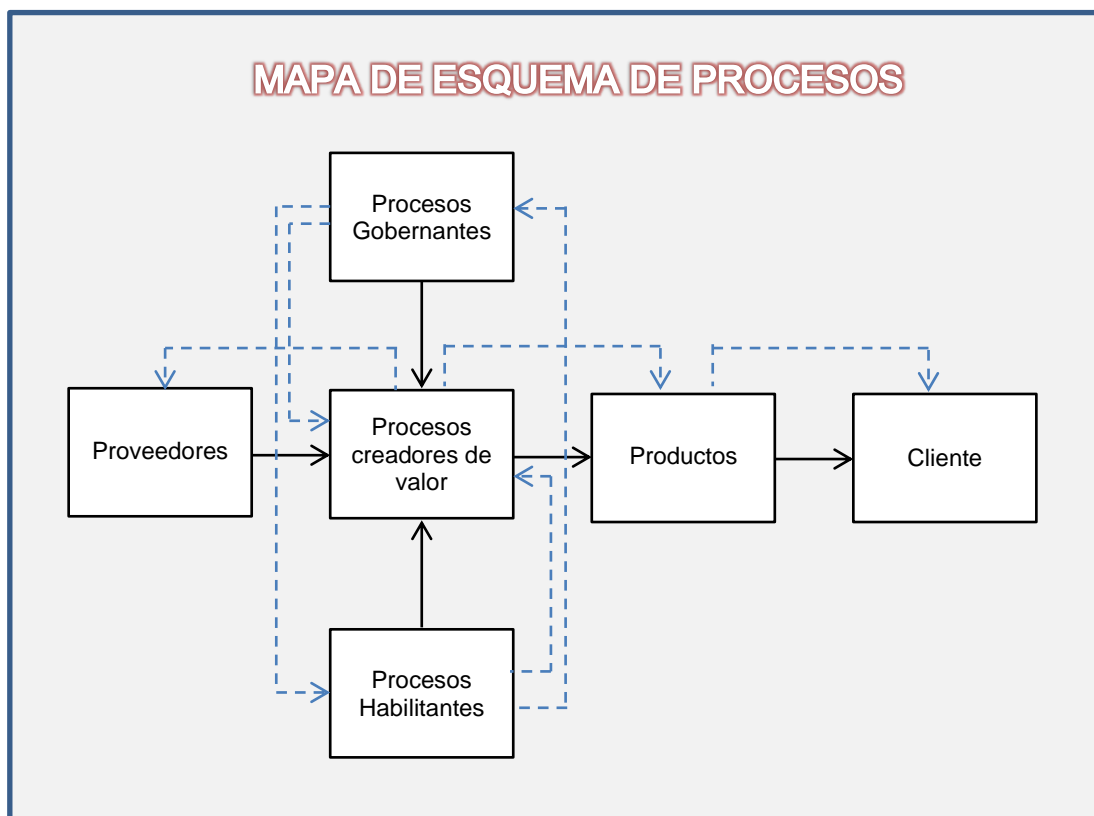 MAPA DE ESQUEMA DE PROCESOS
Procesos
Gobernantes
Proveedores
Procesos
creadores de
valor
Productos
Cliente
Procesos
Habilitantes